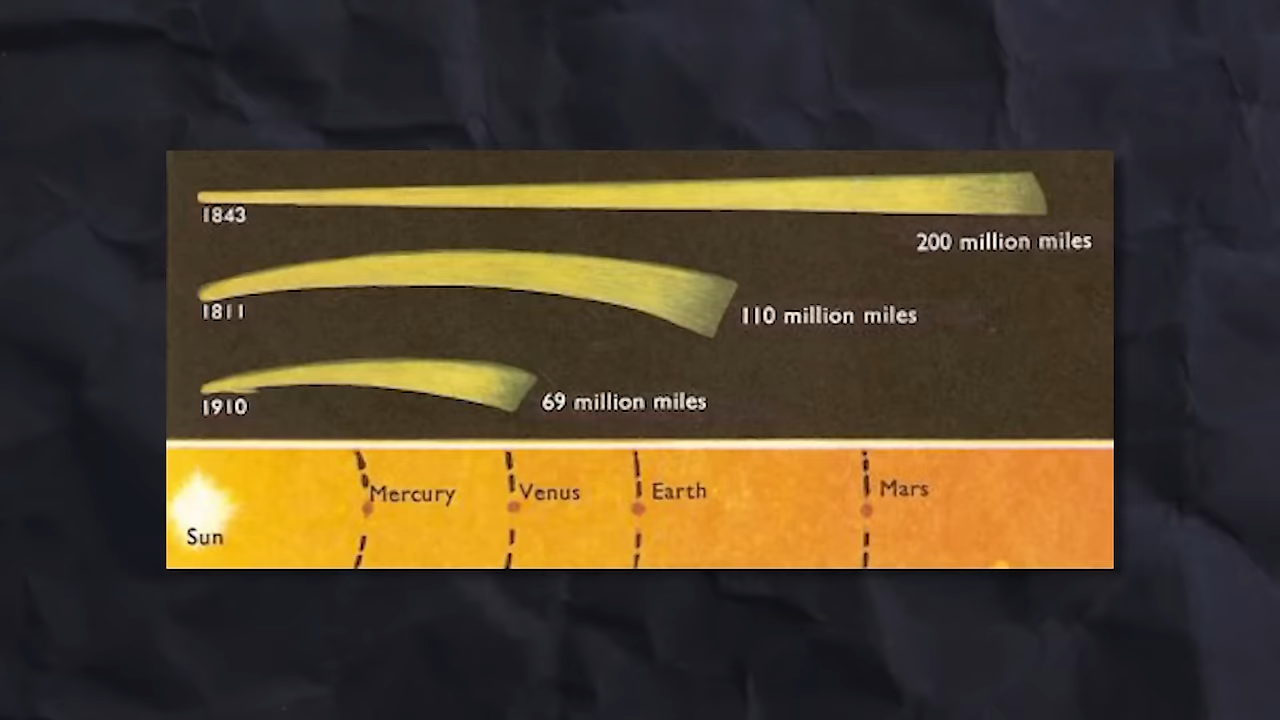 1843
200 million miles
1811
110 million miles
1910
69 million miles
Sun
Mercury
Venus
Earth
Mars